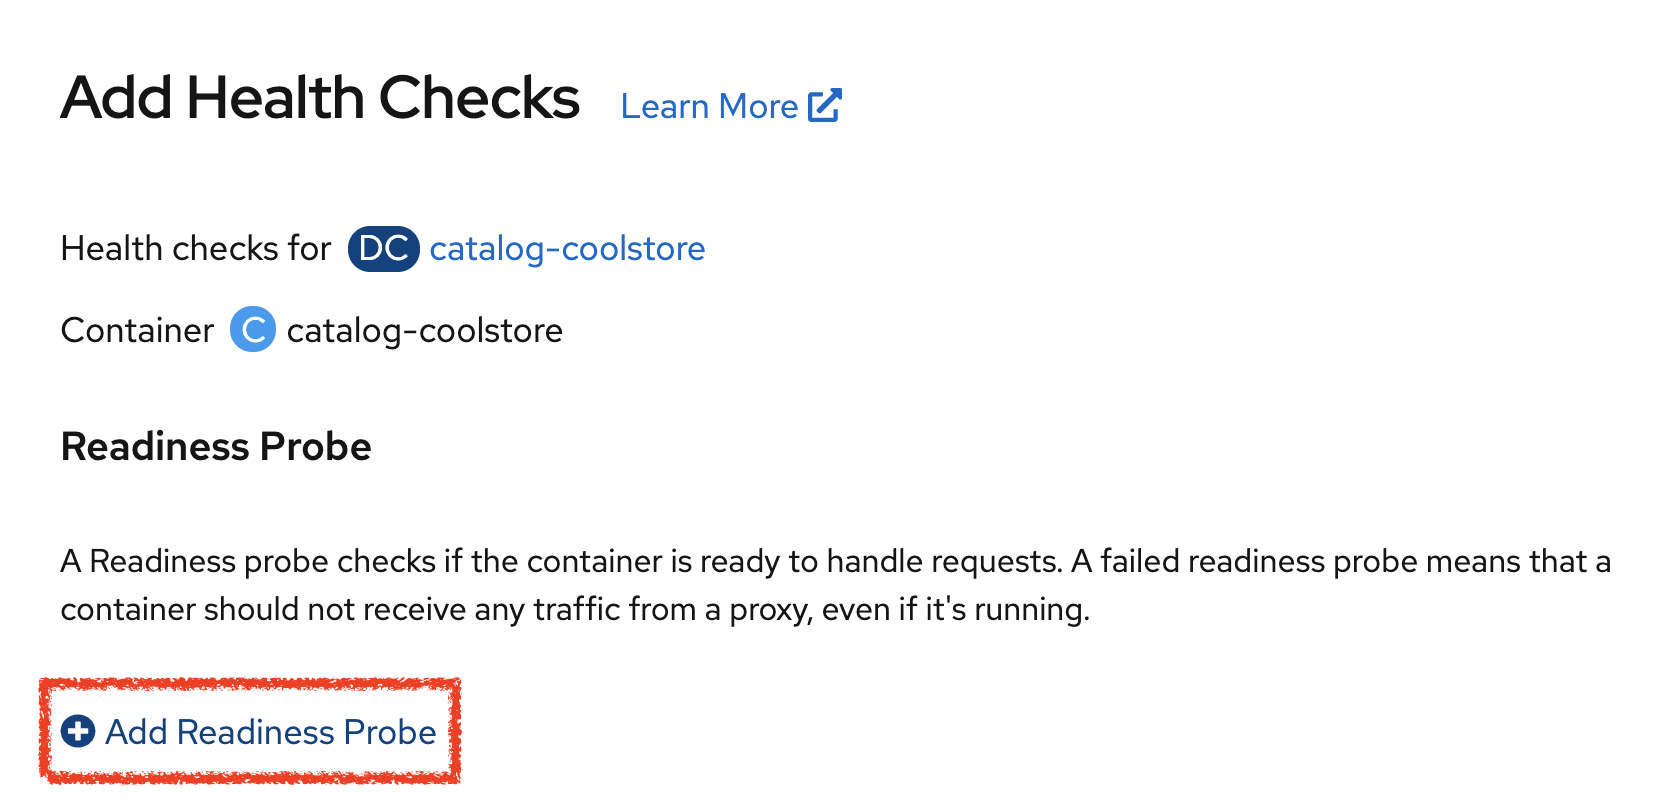 Add Health Checks Learn More
Health checks for DC catalog-coolstore
Container C catalog-coolstore
Readiness Probe
A Readiness probe checks if the container is ready to handle requests. A failed readiness probe means that a
container should not receive any traffic from a proxy, even if it's running.
Add Readiness Probe